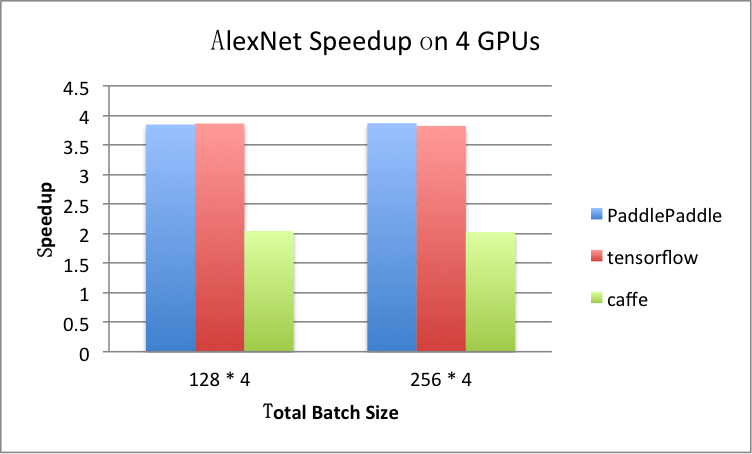 AlexNet Speedup on 4 GPUs
4.5
4
3.5
3
2.5
2
1.5
1
0.5
0
Speedup
128 * 4
256 * 4
Total Batch Size
PaddlePaddle
tensorflow
caffe